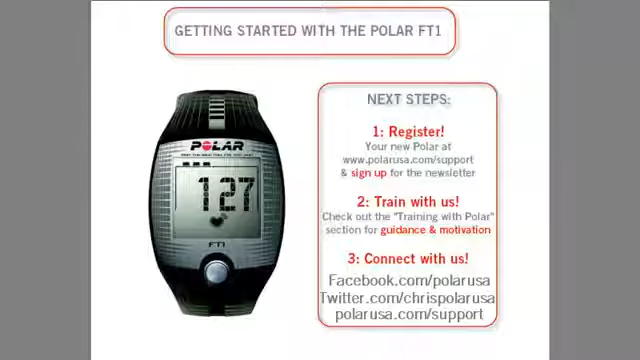 GETTING STARTED WITH THE POLAR FT1
NEXT STEPS:
1: Register!
Your new Polar at
www.polarusa.com/support
& sign up for the newsletter
2: Train with us!
Check out the "Training with Polar"
section for guidance & motivation
3: Connect with us!
Facebook.com/polarusa
Twitter.com/chrispolarusa
polarusa.com/support
POLAR
127
FT1